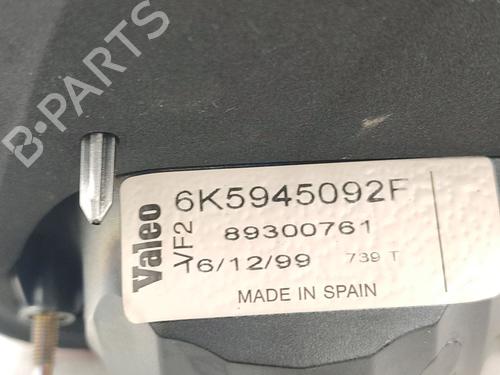 B-PARTS
Valeo
VF2
6K5945092F
89300761
16/12/99 739 T
MADE IN SPAIN